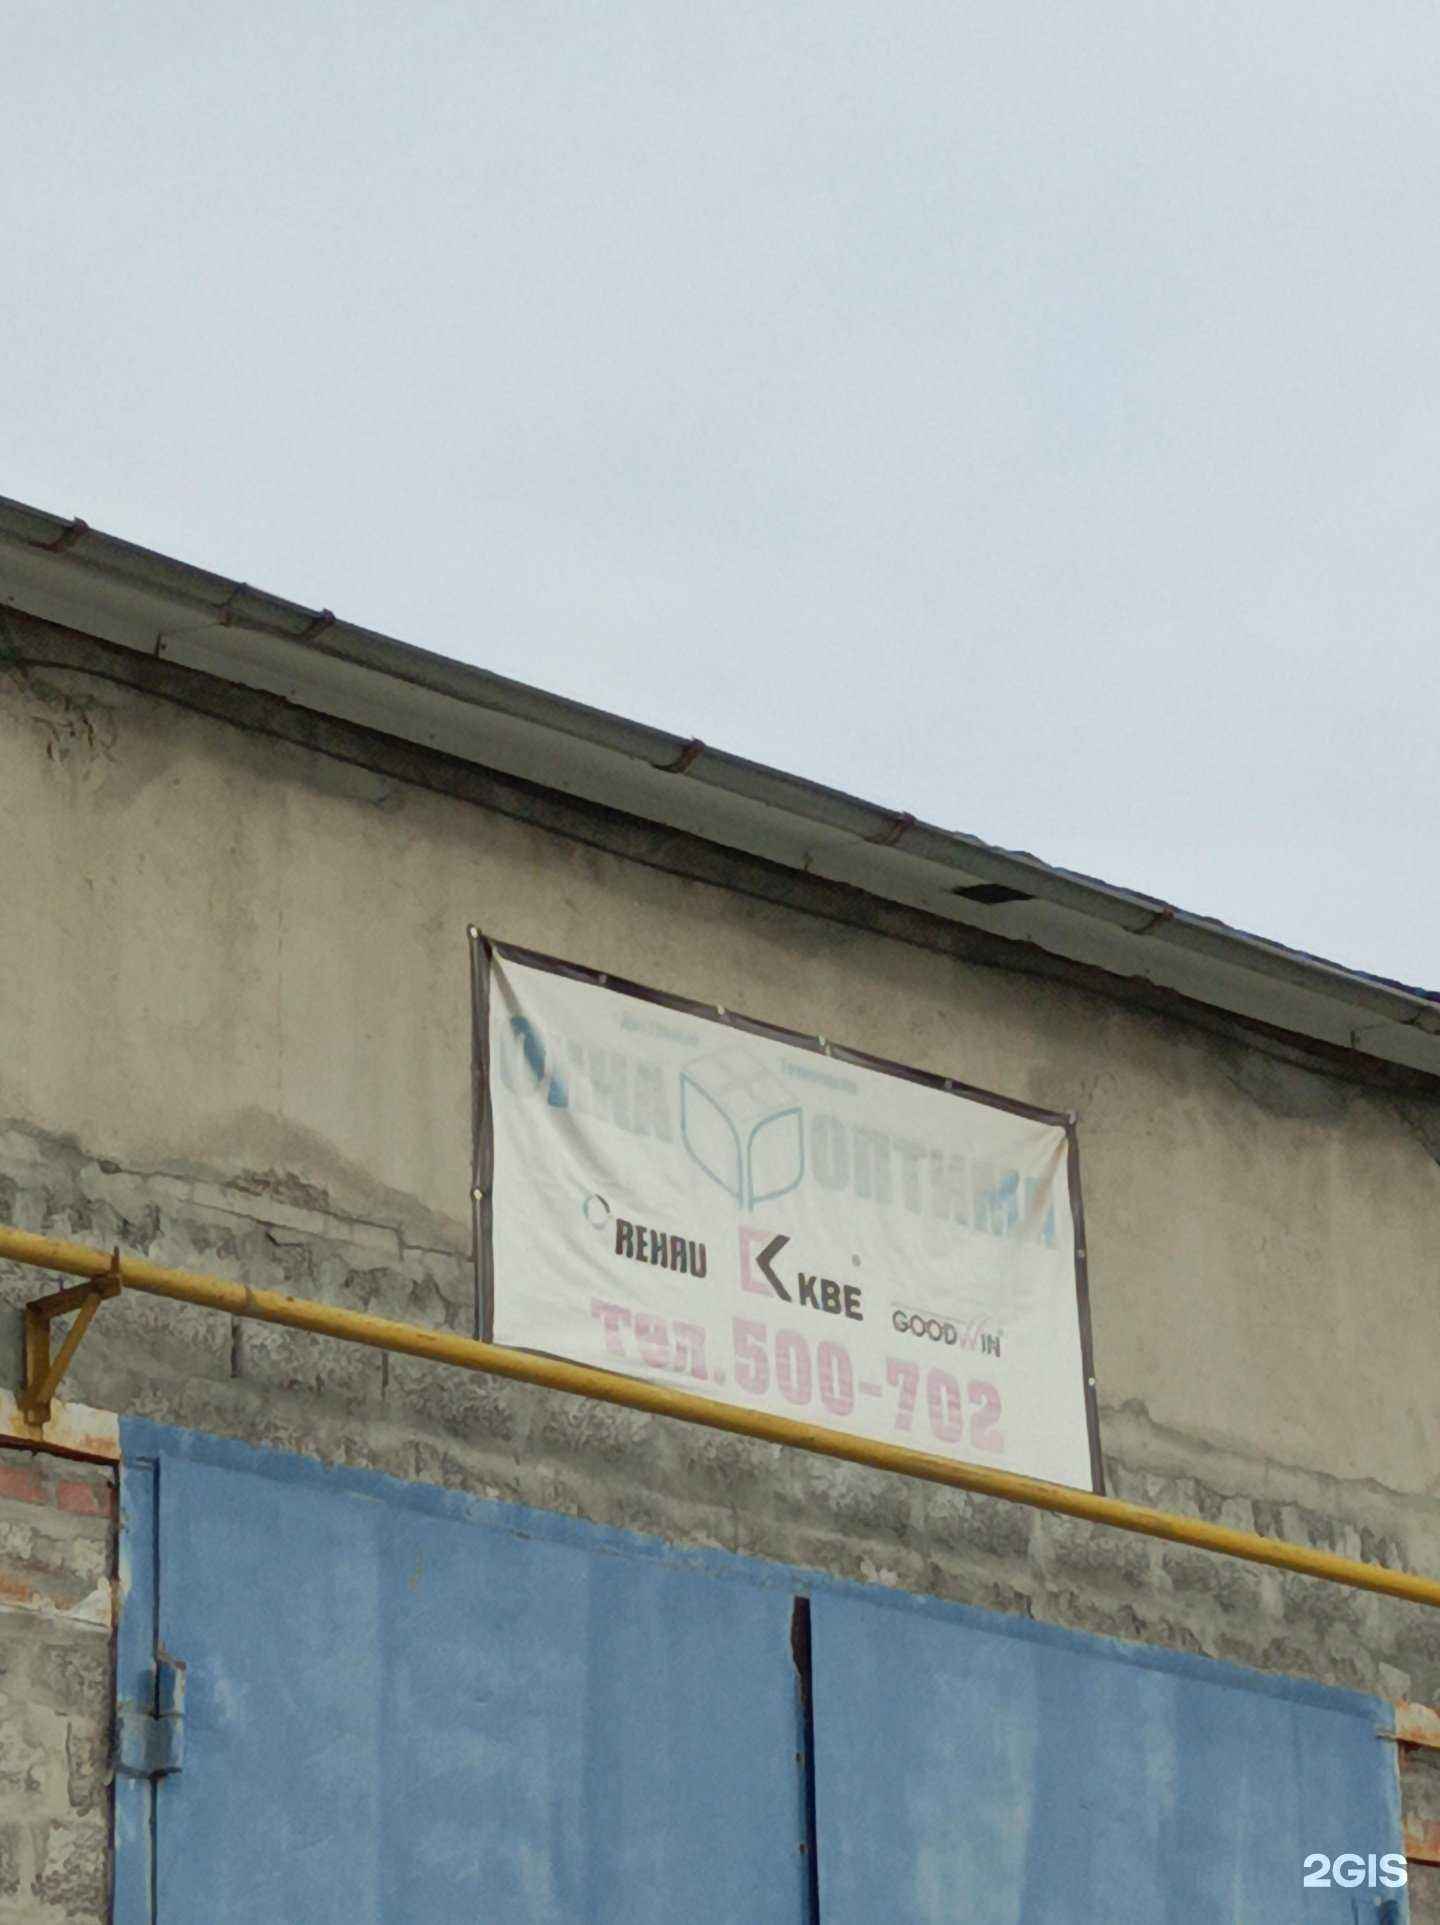 ОКНА ОПТИМА
REHAU KBE GOODWIN
тел.500-702
2GIS